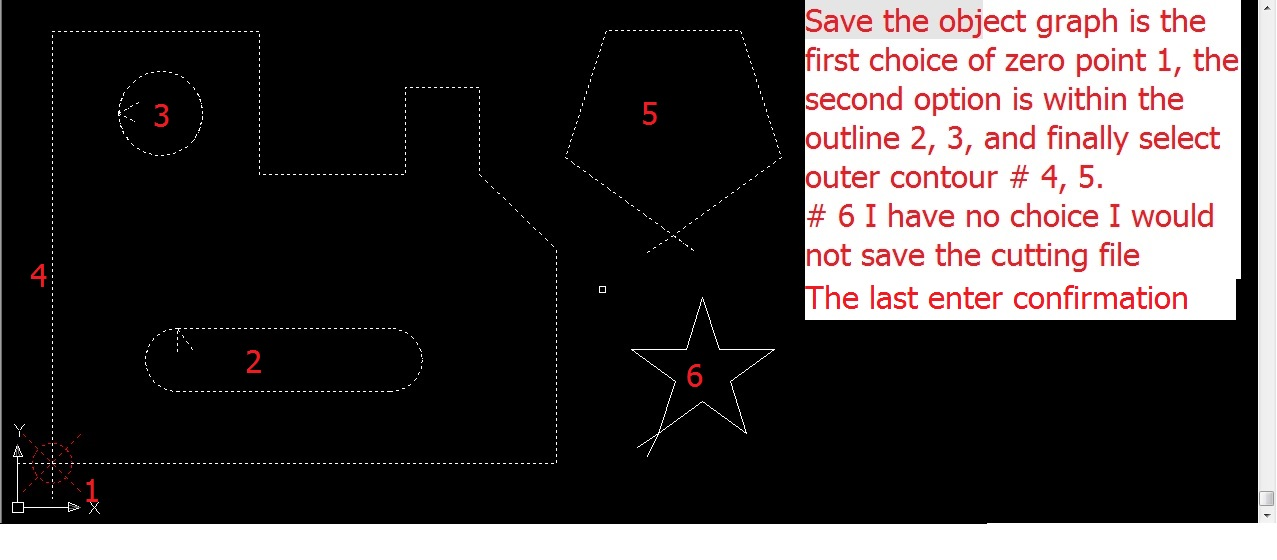 Save the object graph is the
first choice of zero point 1, the
second option is within the
outline 2, 3, and finally select
outer contour # 4, 5.
# 6 I have no choice I would
not save the cutting file
The last enter confirmation
3
5
4
2
6
Y
1
X